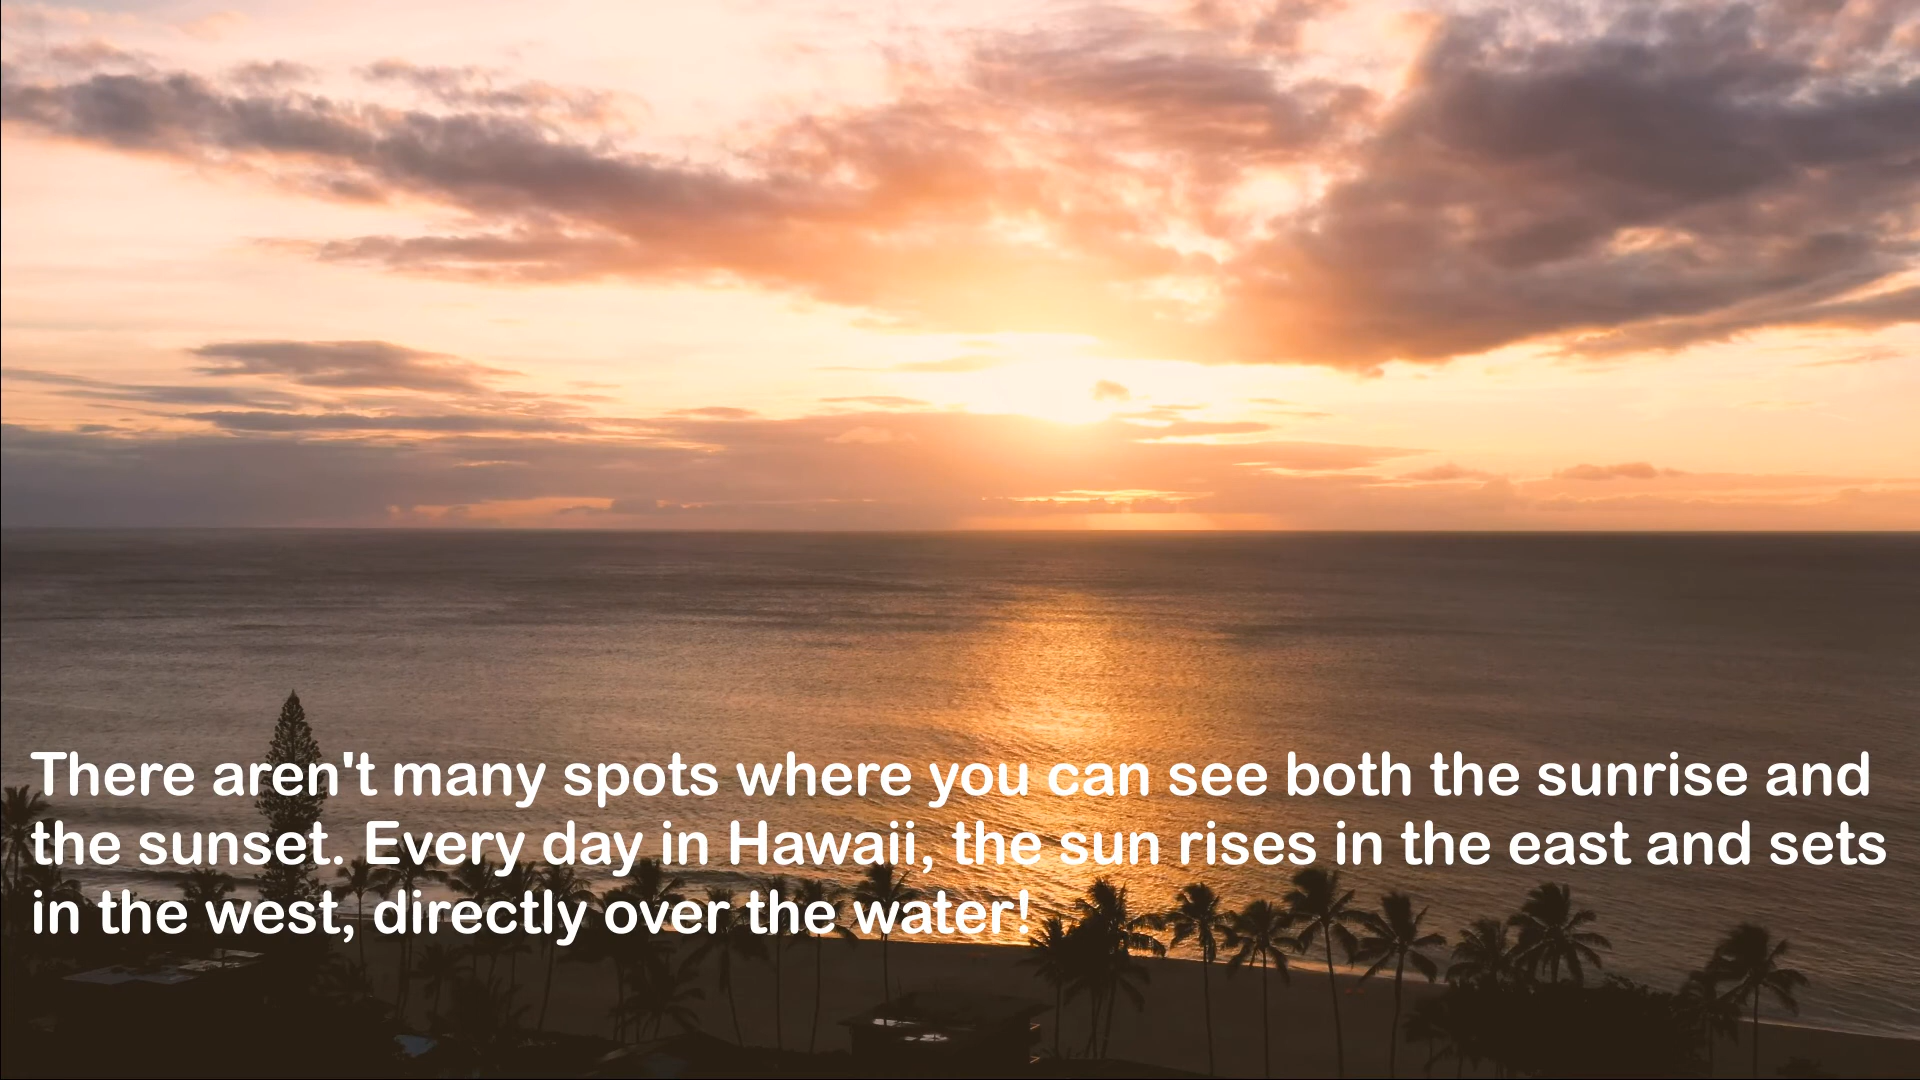 There aren't many spots where you can see both the sunrise and
the sunset. Every day in Hawaii, the sun rises in the east and sets
in the west, directly over the water!